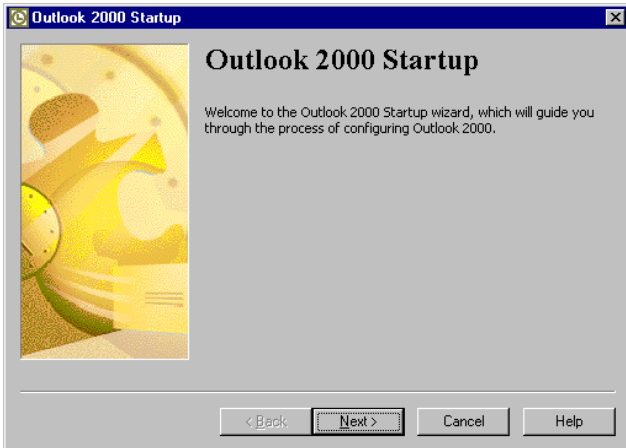 Outlook 2000 Startup
Outlook 2000 Startup
Welcome to the Outlook 2000 Startup wizard, which will guide you
through the process of configuring Outlook 2000.
< Back
Next >
Cancel
Help